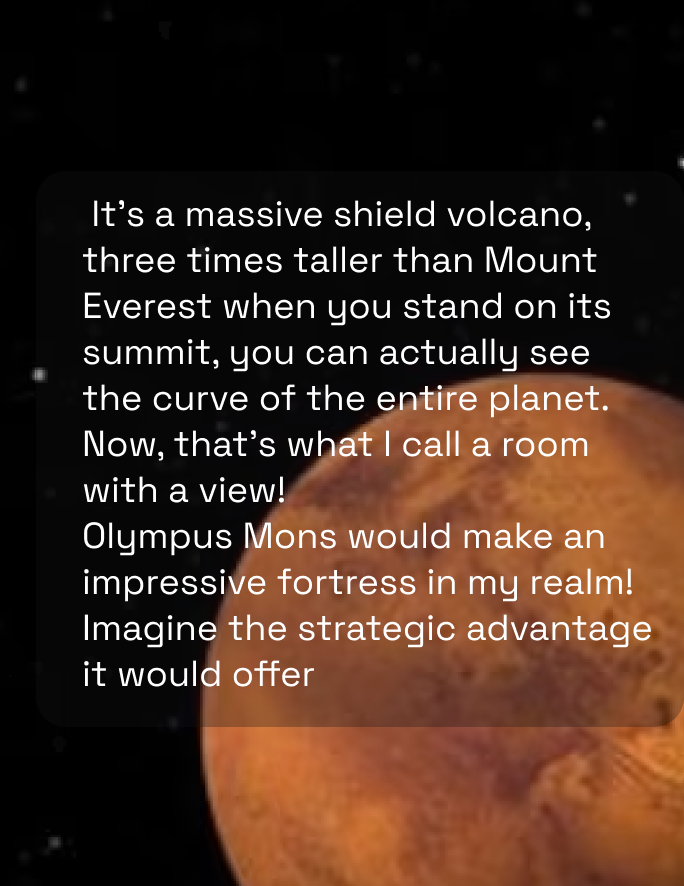 It's a massive shield volcano,
three times taller than Mount
Everest when you stand on its
summit, you can actually see
the curve of the entire planet.
Now, that's what I call a room
with a view!
Olympus Mons would make an
impressive fortress in my realm!
Imagine the strategic advantage
it would offer